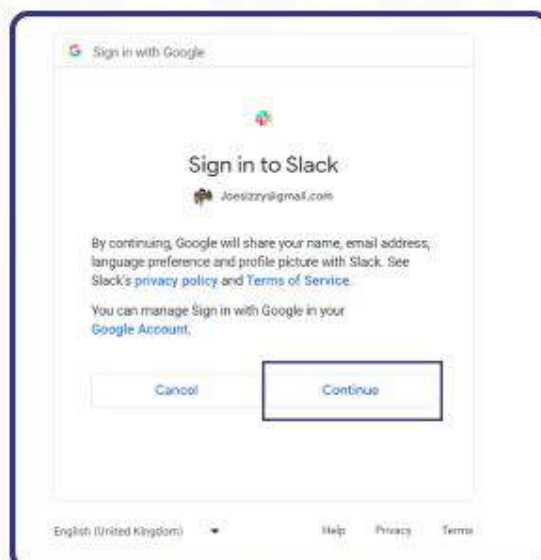 Sign in with Google
Sign in to Slack
Joesizzy@gmail.com
By continuing, Google will share your name, email address,
language preference and profile picture with Slack. See
Slack's privacy policy and Terms of Service.
You can manage Sign in with Google in your
Google Account.
Cancel Continue
English (United Kingdom) Help Privacy Terms